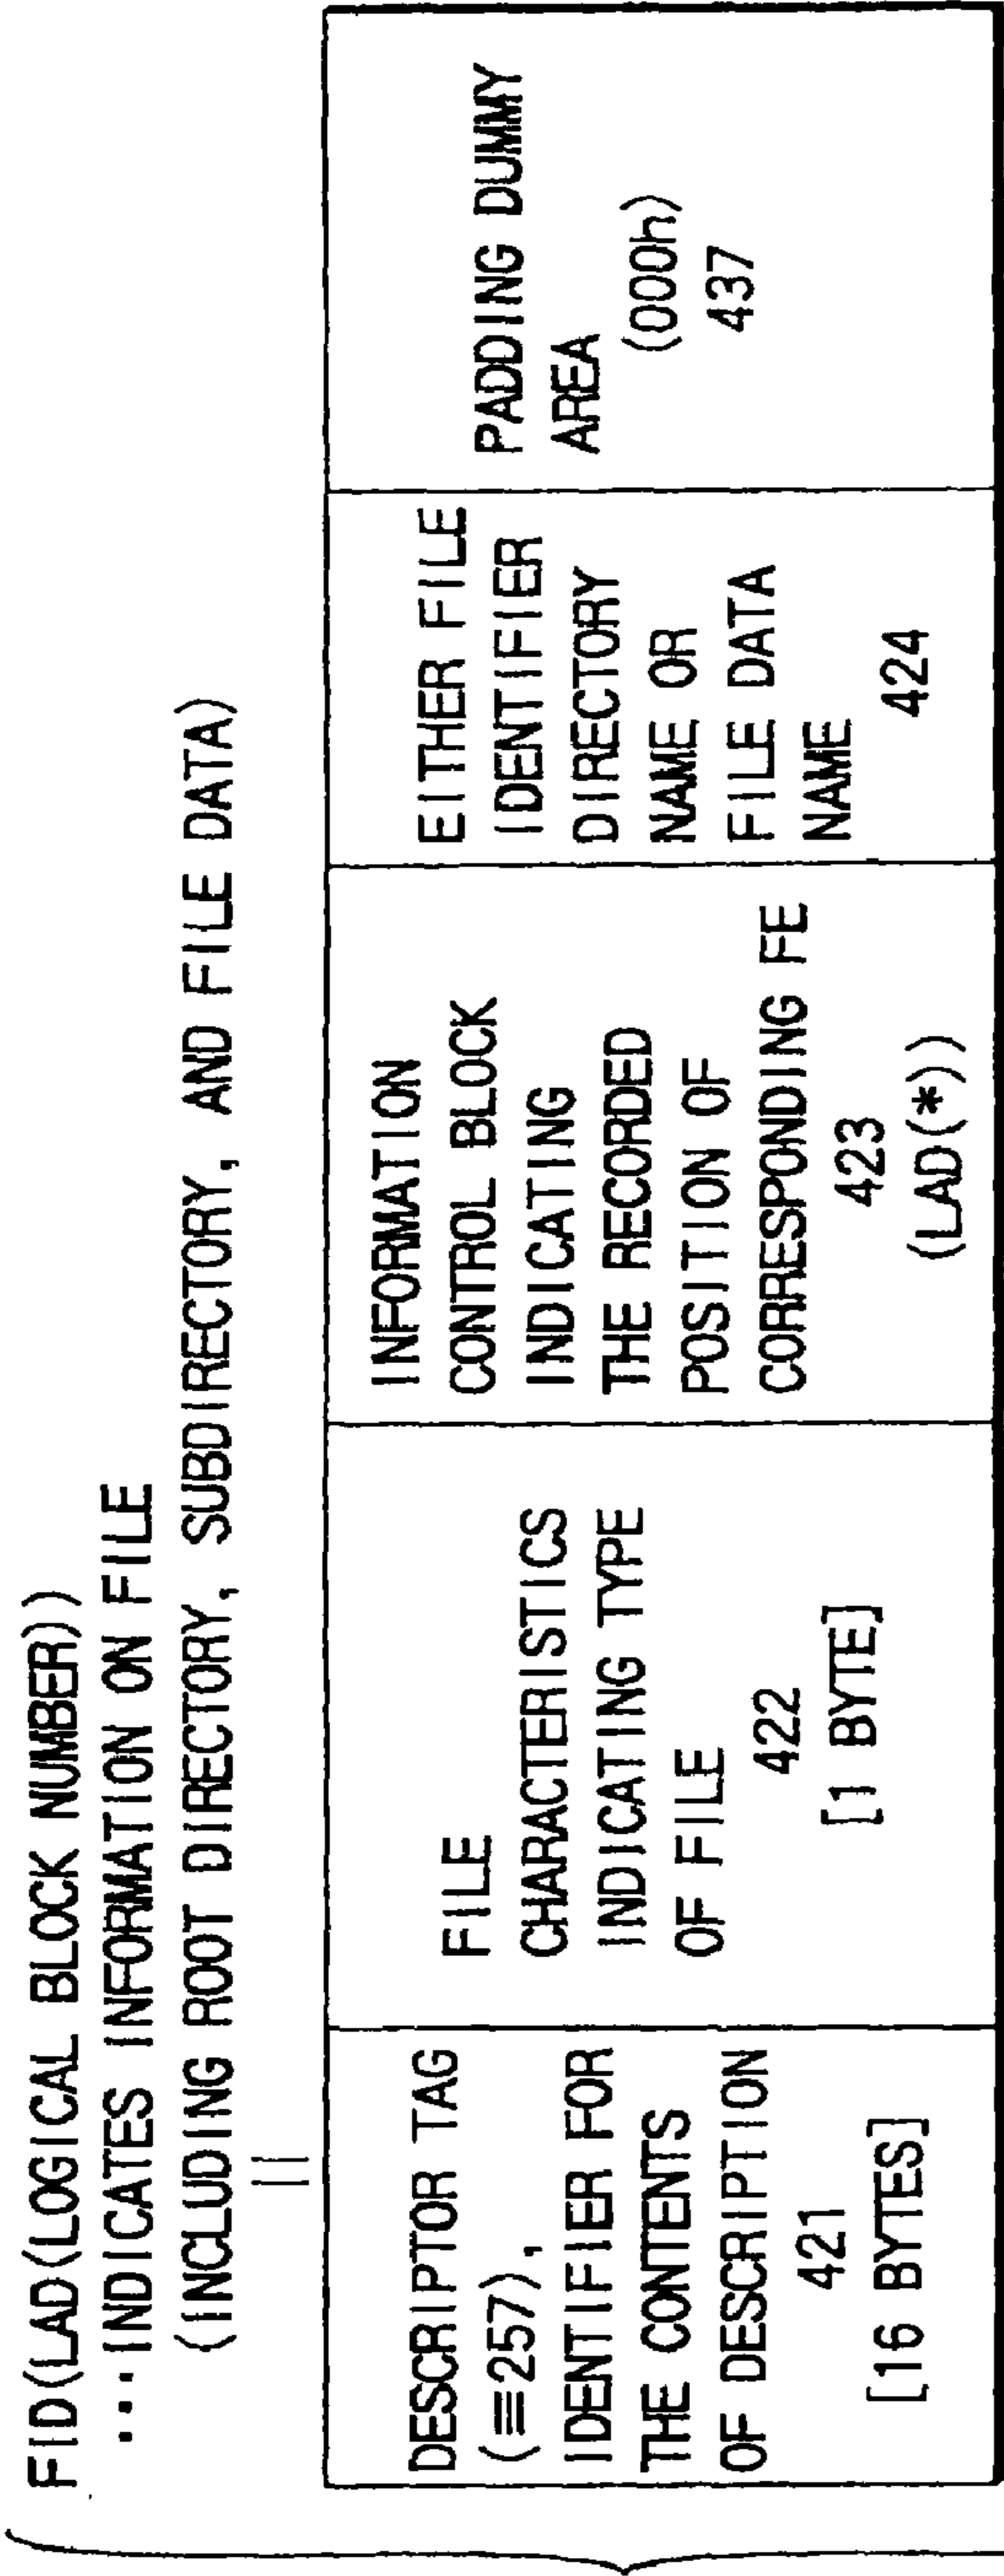 FID(LAD(LOGICAL BLOCK NUMBER))
···INDICATES INFORMATION ON FILE
(INCLUDING ROOT DIRECTORY, SUBDIRECTORY, AND FILE DATA)
||
DESCRIPTOR TAG
(≡257),
IDENTIFIER FOR
THE CONTENTS
OF DESCRIPTION
421
[16 BYTES]
FILE
CHARACTERISTICS
INDICATING TYPE
OF FILE
422
[1 BYTE]
INFORMATION
CONTROL BLOCK
INDICATING
THE RECORDED
POSITION OF
CORRESPONDING FE
423
(LAD(*))
EITHER FILE
IDENTIFIER
DIRECTORY
NAME OR
FILE DATA
NAME
424
PADDING DUMMY
AREA
(000h)
437